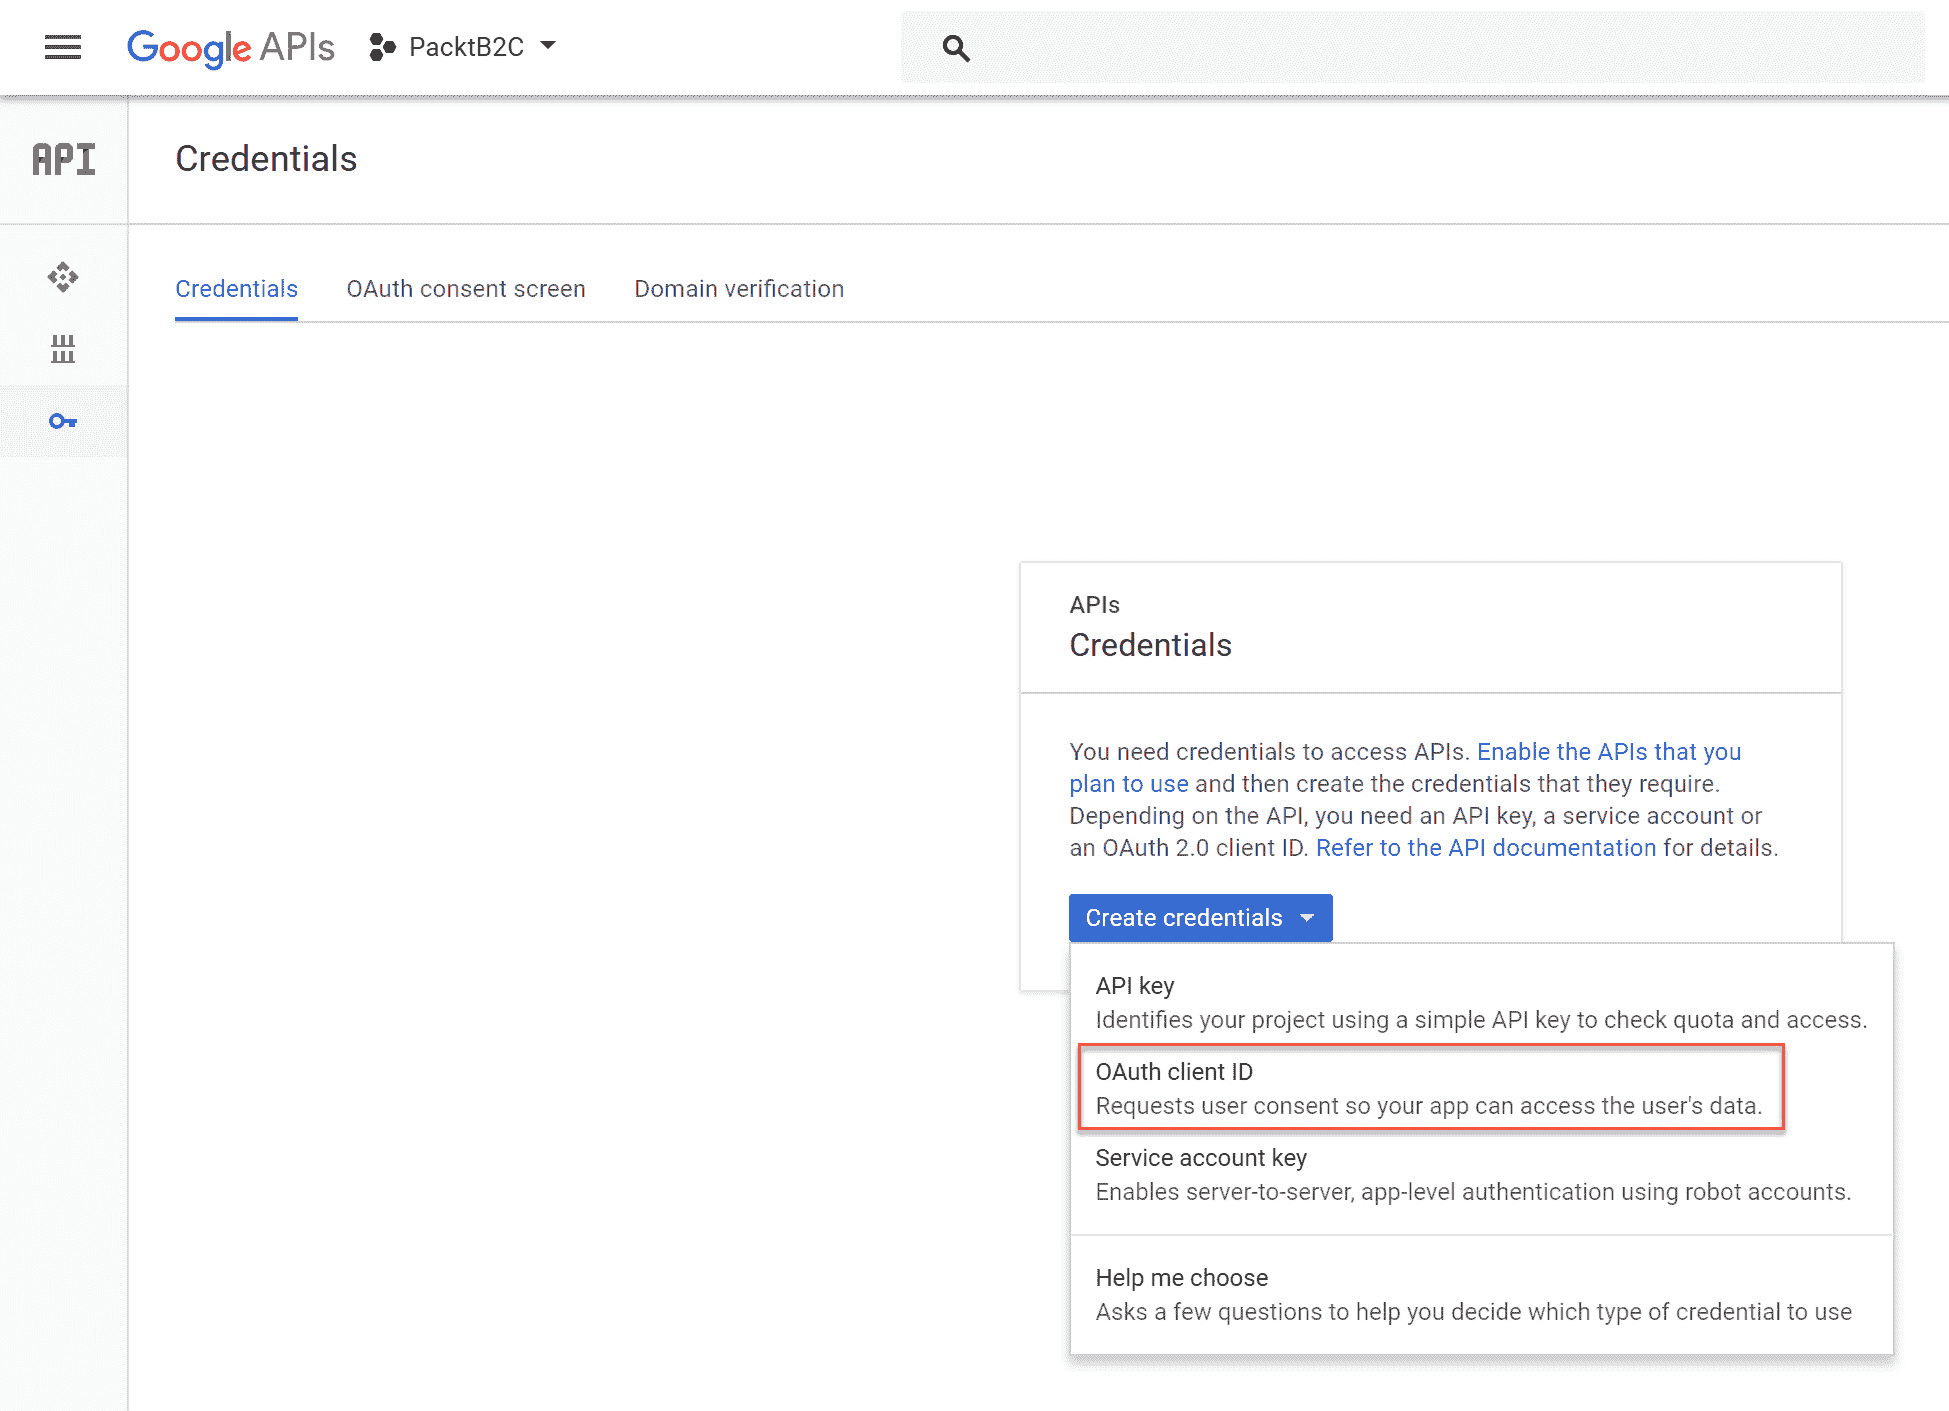 Google APIs PacktB2C
API
Credentials
Credentials OAuth consent screen Domain verification
APIs
Credentials
You need credentials to access APIs. Enable the APIs that you
plan to use and then create the credentials that they require.
Depending on the API, you need an API key, a service account or
an OAuth 2.0 client ID. Refer to the API documentation for details.
Create credentials
API key
Identifies your project using a simple API key to check quota and access.
OAuth client ID
Requests user consent so your app can access the user's data.
Service account key
Enables server-to-server, app-level authentication using robot accounts.
Help me choose
Asks a few questions to help you decide which type of credential to use